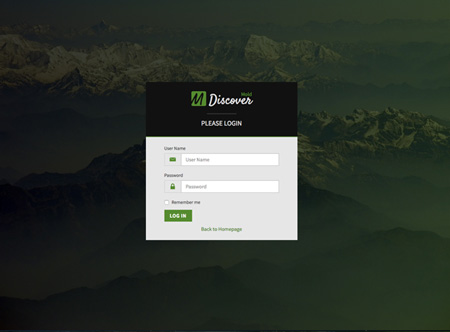 M Discover
Mold
PLEASE LOGIN
User Name
User Name
Password
Password
Remember me
LOG IN
Back to Homepage